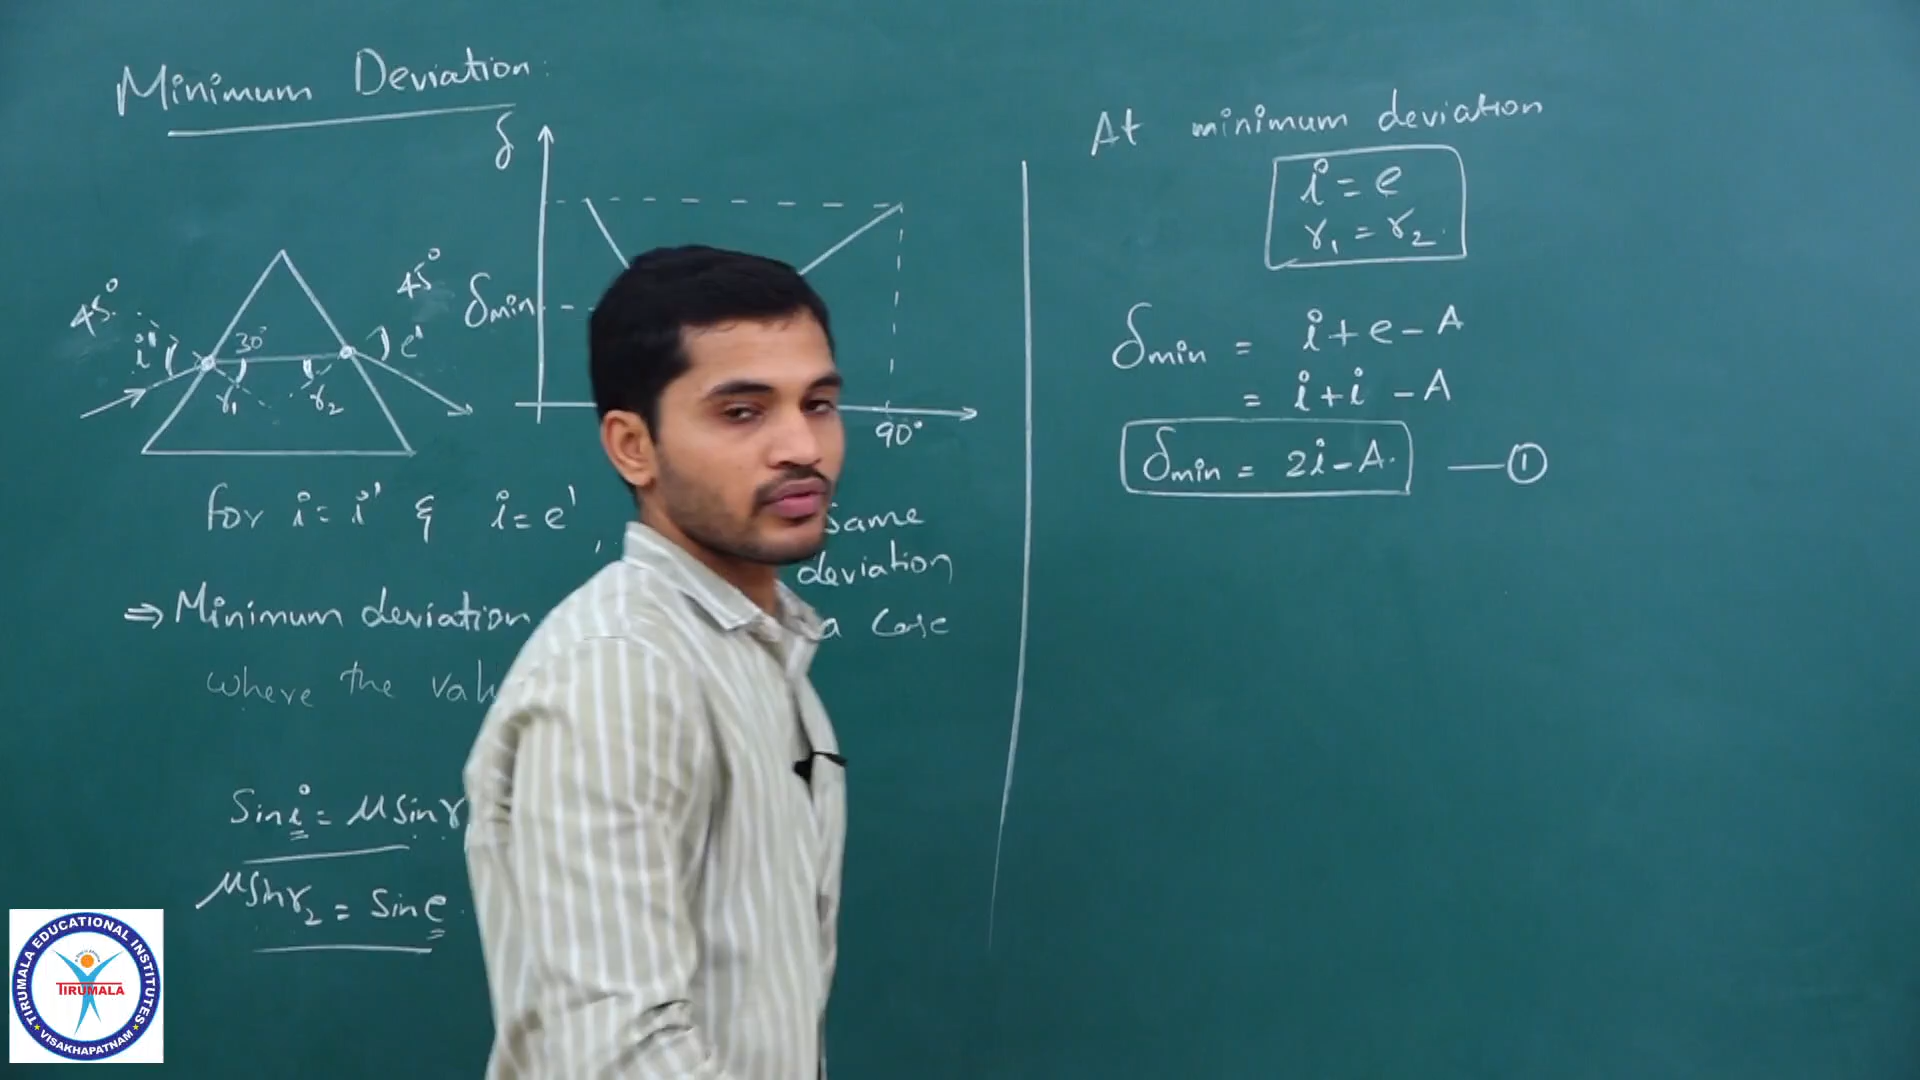 Minimum Deviation:
δ
δmin
90°
45°
45°
i'
30°
e'
r₁
r₂
for i = i' & i = e', same
deviation
⇒ Minimum deviation a case
where the
Sin i = μ Sin r
μ Sin r₂ = Sin e
At minimum deviation
i = e
r₁ = r₂.
δmin = i + e - A
= i + i - A
δmin = 2i - A. — ①
TIRUMALA EDUCATIONAL INSTITUTES
TIRUMALA
★ VISAKHAPATNAM ★